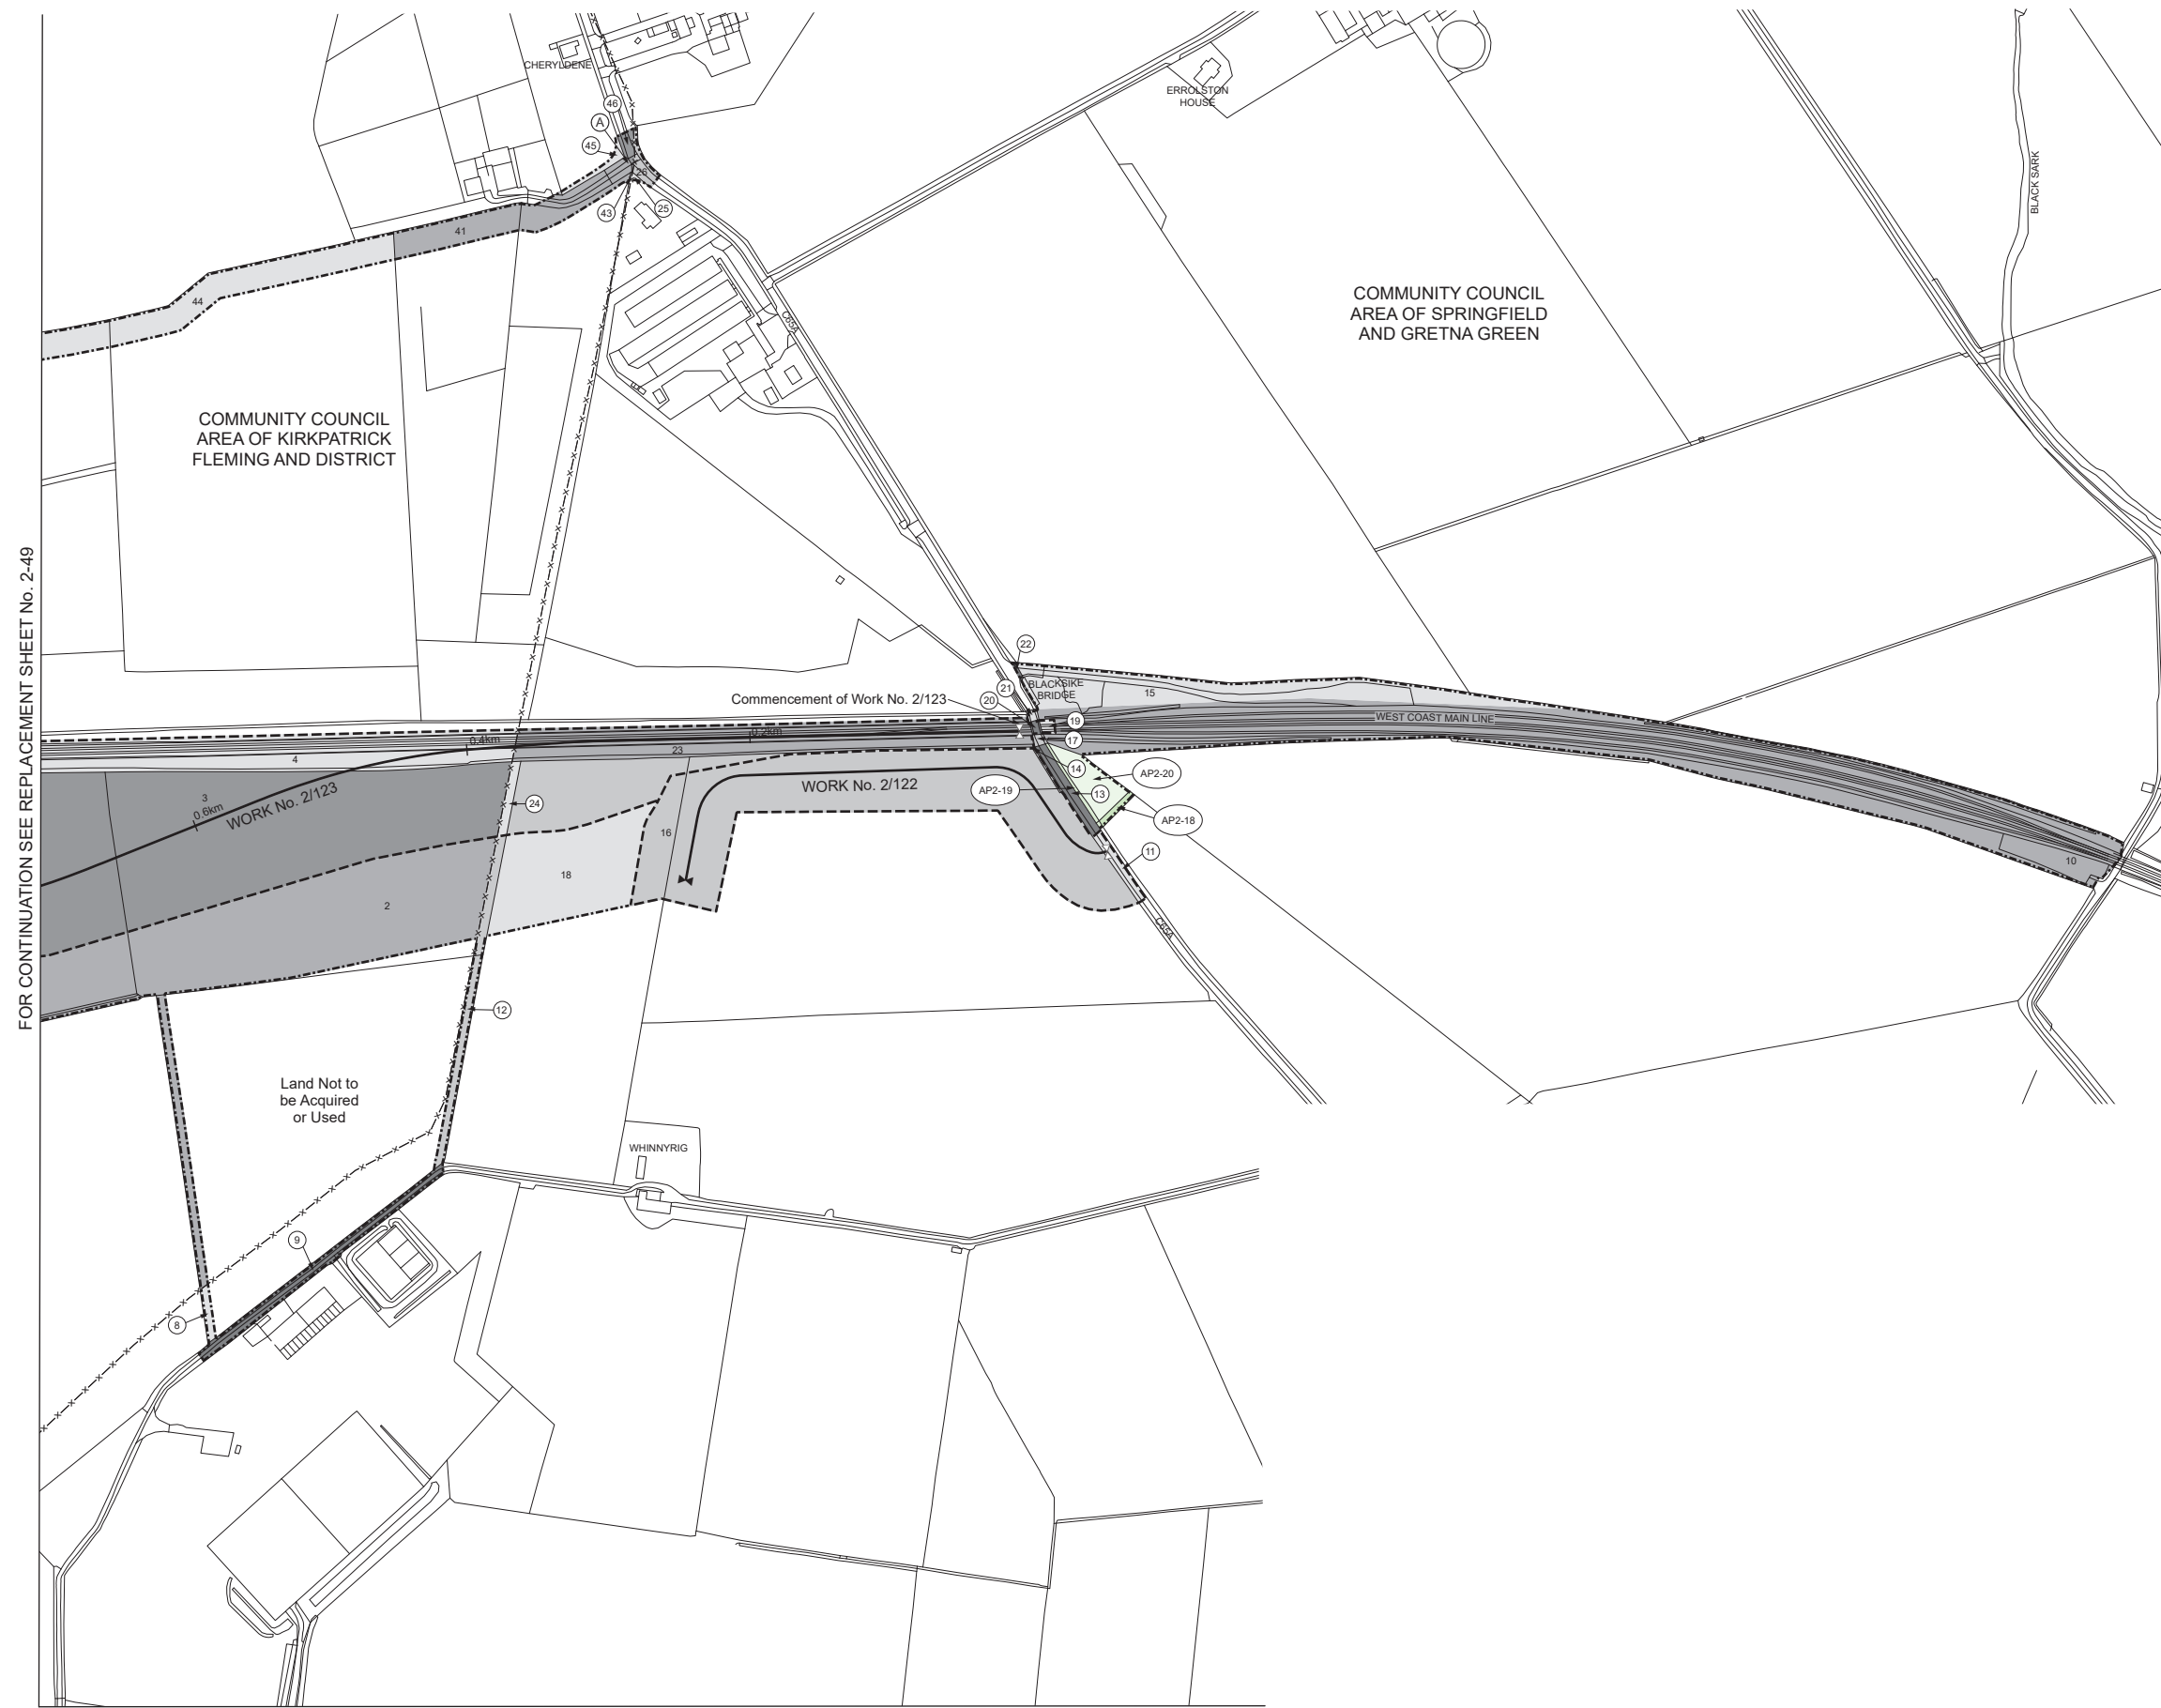 CHERYLDENE
46
A
45
26
43
25
41
44
ERROLSTON
HOUSE
BLACK SARK
C65A
COMMUNITY COUNCIL
AREA OF SPRINGFIELD
AND GRETNA GREEN
COMMUNITY COUNCIL
AREA OF KIRKPATRICK
FLEMING AND DISTRICT
FOR CONTINUATION SEE REPLACEMENT SHEET No. 2-49
22
21
BLACKSIKE
BRIDGE
15
Commencement of Work No. 2/123
20
19
WEST COAST MAIN LINE
17
0.4km
0.2km
23
4
14
AP2-20
3
0.6km
WORK No. 2/123
WORK No. 2/122
AP2-19
13
24
AP2-18
16
11
10
18
2
C65A
12
Land Not to
be Acquired
or Used
WHINNYRIG
9
8